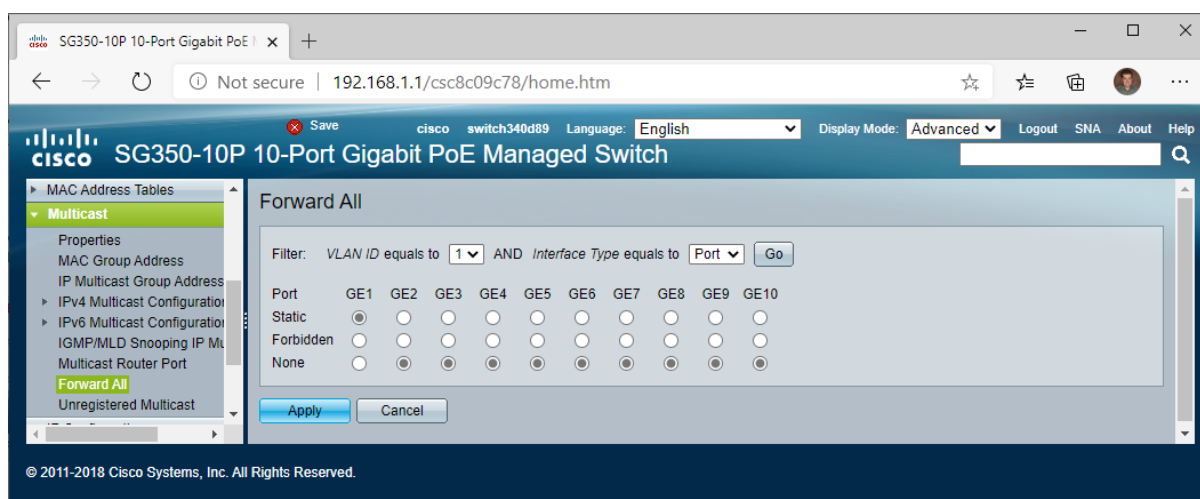 SG350-10P 10-Port Gigabit PoE
Not secure | 192.168.1.1/csc8c09c78/home.htm
Save cisco switch340d89 Language: English Display Mode: Advanced Logout SNA About Help
CISCO SG350-10P 10-Port Gigabit PoE Managed Switch
MAC Address Tables
Multicast
Properties
MAC Group Address
IP Multicast Group Address
IPv4 Multicast Configuration
IPv6 Multicast Configuration
IGMP/MLD Snooping IP Mu
Multicast Router Port
Forward All
Unregistered Multicast
Forward All
Filter: VLAN ID equals to 1 AND Interface Type equals to Port Go
Port GE1 GE2 GE3 GE4 GE5 GE6 GE7 GE8 GE9 GE10
Static
Forbidden
None
Apply Cancel
© 2011-2018 Cisco Systems, Inc. All Rights Reserved.